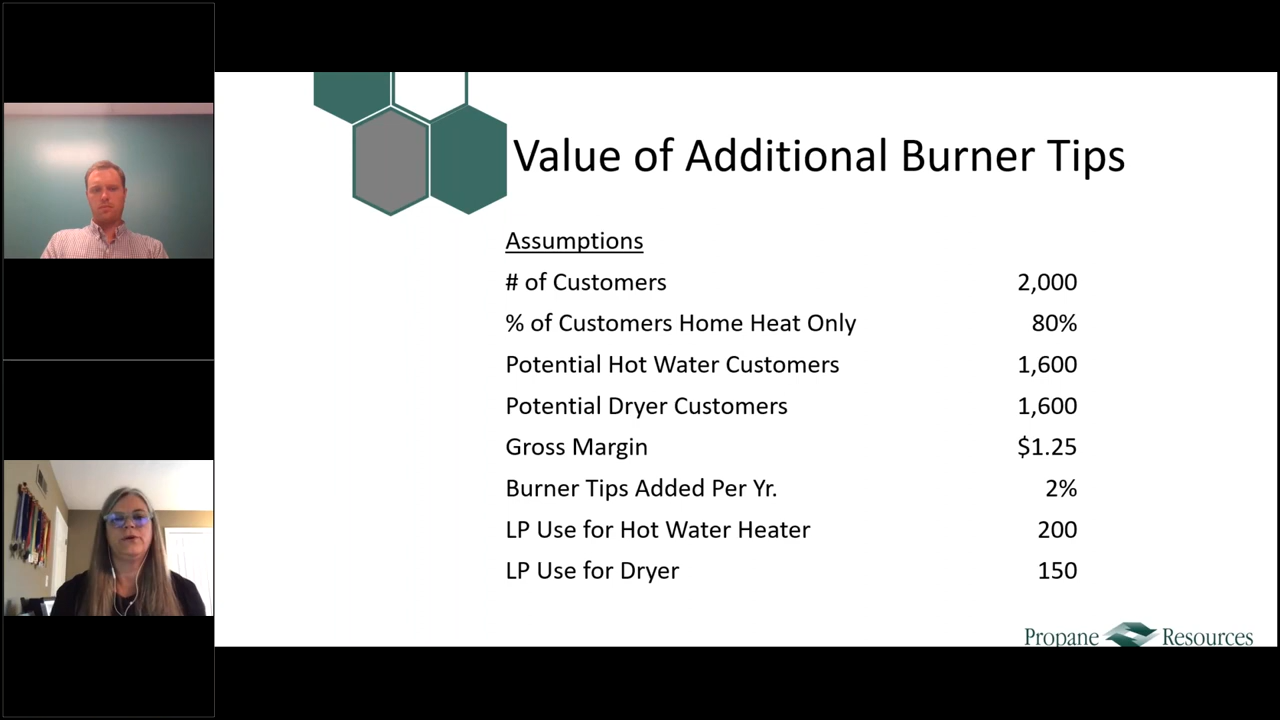 Value of Additional Burner Tips
Assumptions
# of Customers 2,000
% of Customers Home Heat Only 80%
Potential Hot Water Customers 1,600
Potential Dryer Customers 1,600
Gross Margin $1.25
Burner Tips Added Per Yr. 2%
LP Use for Hot Water Heater 200
LP Use for Dryer 150
Propane Resources